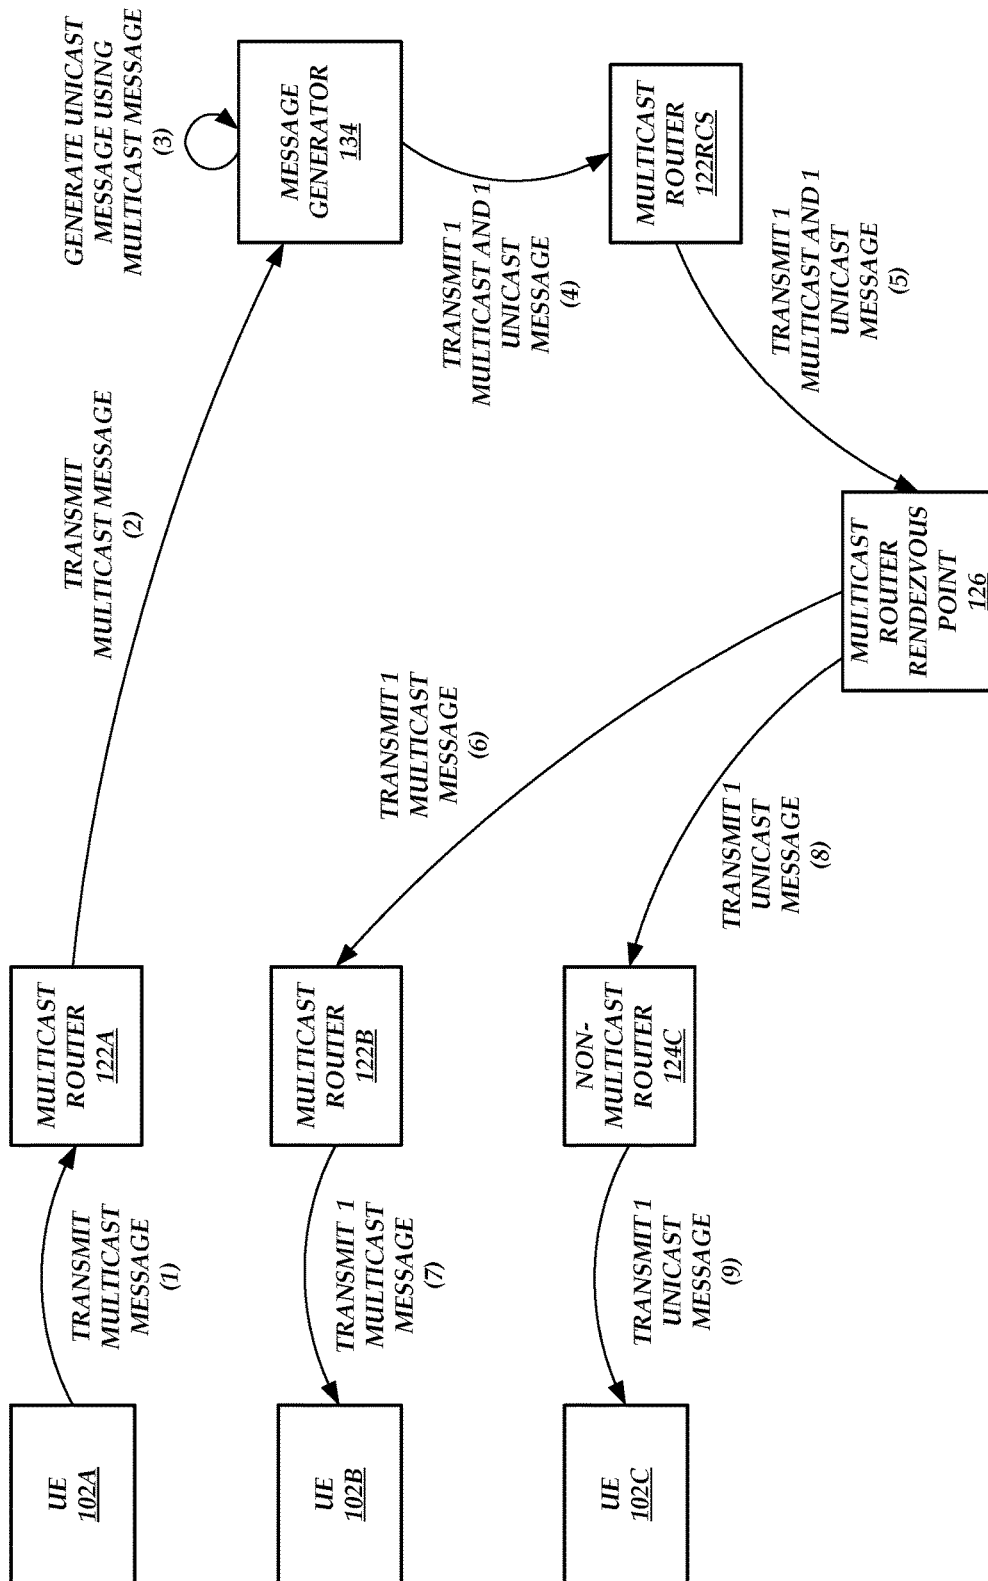 UE
102A
TRANSMIT
MULTICAST
MESSAGE
(1)
MULTICAST
ROUTER
122A
TRANSMIT
MULTICAST MESSAGE
(2)
GENERATE UNICAST
MESSAGE USING
MULTICAST MESSAGE
(3)
MESSAGE
GENERATOR
134
TRANSMIT 1
MULTICAST AND 1
UNICAST
MESSAGE
(4)
MULTICAST
ROUTER
122RCS
TRANSMIT 1
MULTICAST AND 1
UNICAST
MESSAGE
(5)
MULTICAST
ROUTER
RENDEZVOUS
POINT
126
TRANSMIT 1
MULTICAST
MESSAGE
(6)
MULTICAST
ROUTER
122B
TRANSMIT 1
MULTICAST
MESSAGE
(7)
UE
102B
TRANSMIT 1
UNICAST
MESSAGE
(8)
NON-
MULTICAST
ROUTER
124C
TRANSMIT 1
UNICAST
MESSAGE
(9)
UE
102C